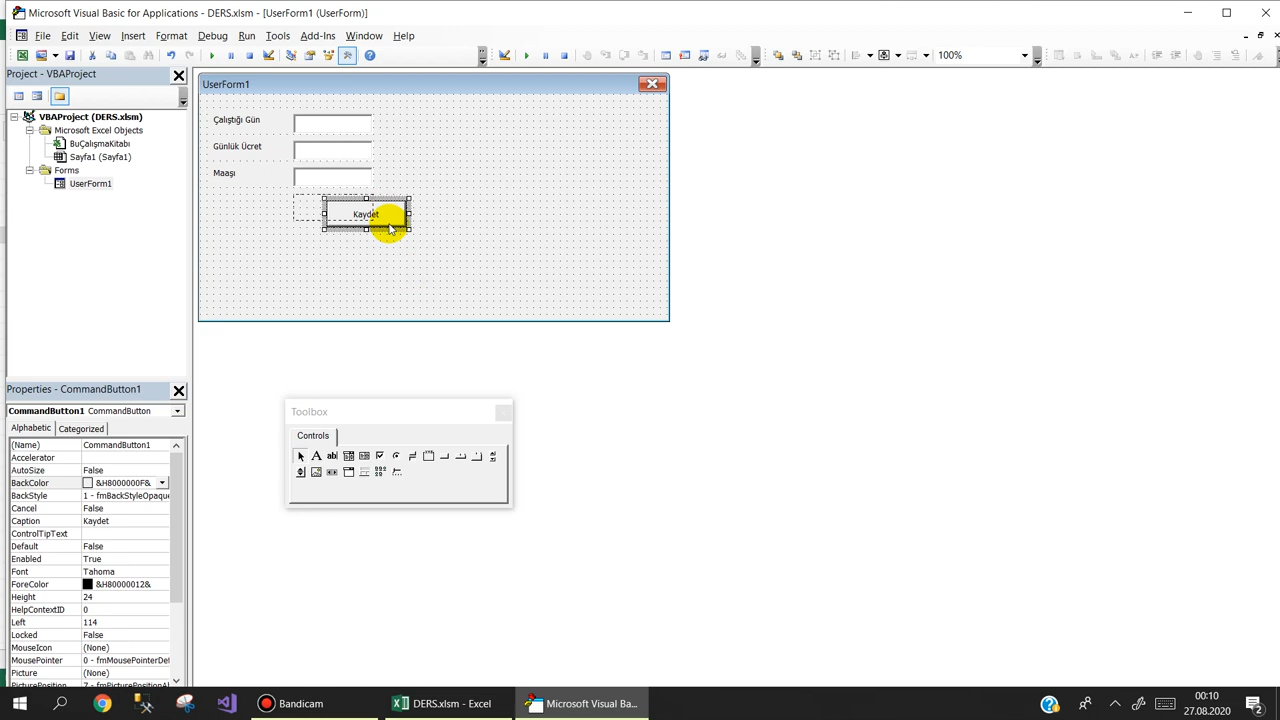 Microsoft Visual Basic for Applications - DERS.xlsm - [UserForm1 (UserForm)]
File Edit View Insert Format Debug Run Tools Add-Ins Window Help
100%
Project - VBAProject
VBAProject (DERS.xlsm)
Microsoft Excel Objects
BuÇalışmaKitabı
Sayfa1 (Sayfa1)
Forms
UserForm1
UserForm1
Çalıştığı Gün
Günlük Ücret
Maaşı
Kaydet
Toolbox
Controls
Properties - CommandButton1
CommandButton1 CommandButton
Alphabetic Categorized
(Name) CommandButton1
Accelerator
AutoSize False
BackColor &H8000000F&
BackStyle 1 - fmBackStyleOpaque
Cancel False
Caption Kaydet
ControlTipText
Default False
Enabled True
Font Tahoma
ForeColor &H80000012&
Height 24
HelpContextID 0
Left 114
Locked False
MouseIcon (None)
MousePointer 0 - fmMousePointerDef
Picture (None)
Bandicam
DERS.xlsm - Excel
Microsoft Visual Ba...
00:10
27.08.2020
2